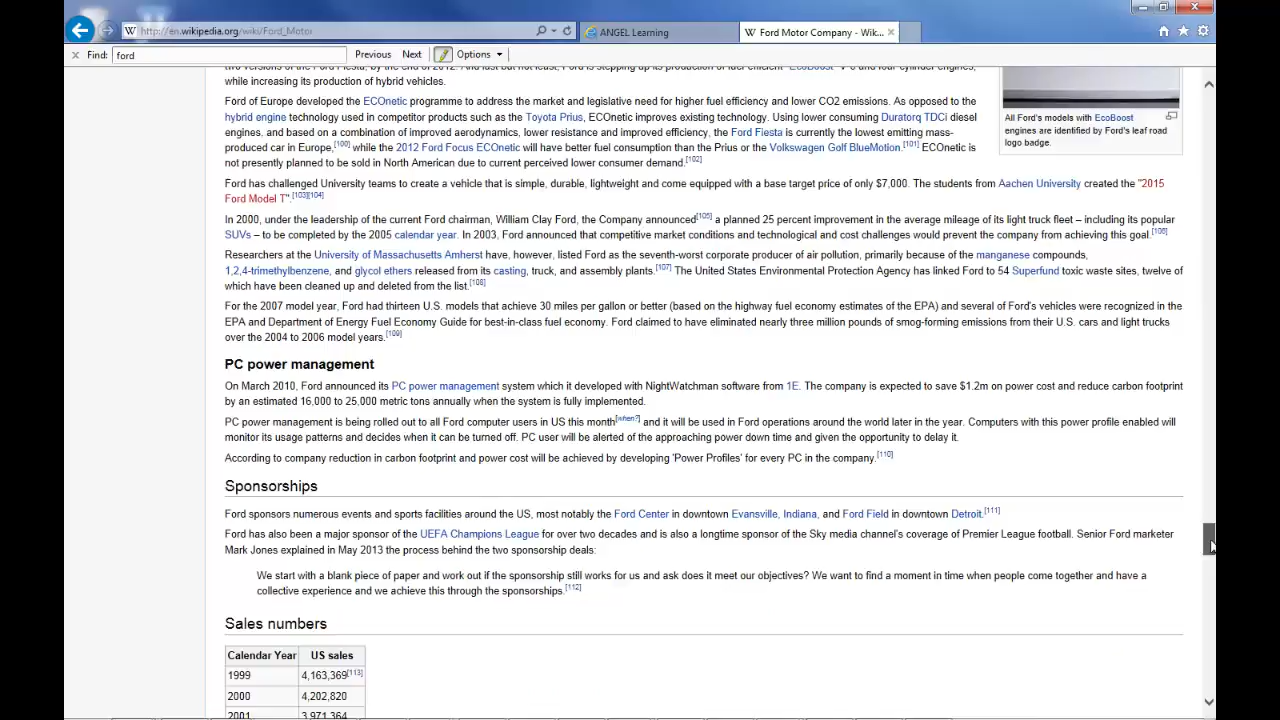 http://en.wikipedia.org/wiki/Ford_Motor
ANGEL Learning
Ford Motor Company - Wik...
Find: ford Previous Next Options
while increasing its production of hybrid vehicles.
Ford of Europe developed the ECOnetic programme to address the market and legislative need for higher fuel efficiency and lower CO2 emissions. As opposed to the
hybrid engine technology used in competitor products such as the Toyota Prius, ECOnetic improves existing technology. Using lower consuming Duratorq TDCi diesel
engines, and based on a combination of improved aerodynamics, lower resistance and improved efficiency, the Ford Fiesta is currently the lowest emitting mass-
produced car in Europe,[100] while the 2012 Ford Focus ECOnetic will have better fuel consumption than the Prius or the Volkswagen Golf BlueMotion.[101] ECOnetic is
not presently planned to be sold in North American due to current perceived lower consumer demand.[102]
All Ford's models with EcoBoost
engines are identified by Ford's leaf road
logo badge.
Ford has challenged University teams to create a vehicle that is simple, durable, lightweight and come equipped with a base target price of only $7,000. The students from Aachen University created the "2015
Ford Model T".[103][104]
In 2000, under the leadership of the current Ford chairman, William Clay Ford, the Company announced[105] a planned 25 percent improvement in the average mileage of its light truck fleet – including its popular
SUVs – to be completed by the 2005 calendar year. In 2003, Ford announced that competitive market conditions and technological and cost challenges would prevent the company from achieving this goal.[106]
Researchers at the University of Massachusetts Amherst have, however, listed Ford as the seventh-worst corporate producer of air pollution, primarily because of the manganese compounds,
1,2,4-trimethylbenzene, and glycol ethers released from its casting, truck, and assembly plants.[107] The United States Environmental Protection Agency has linked Ford to 54 Superfund toxic waste sites, twelve of
which have been cleaned up and deleted from the list.[108]
For the 2007 model year, Ford had thirteen U.S. models that achieve 30 miles per gallon or better (based on the highway fuel economy estimates of the EPA) and several of Ford's vehicles were recognized in the
EPA and Department of Energy Fuel Economy Guide for best-in-class fuel economy. Ford claimed to have eliminated nearly three million pounds of smog-forming emissions from their U.S. cars and light trucks
over the 2004 to 2006 model years.[109]
PC power management
On March 2010, Ford announced its PC power management system which it developed with NightWatchman software from 1E. The company is expected to save $1.2m on power cost and reduce carbon footprint
by an estimated 16,000 to 25,000 metric tons annually when the system is fully implemented.
PC power management is being rolled out to all Ford computer users in US this month[when?] and it will be used in Ford operations around the world later in the year. Computers with this power profile enabled will
monitor its usage patterns and decides when it can be turned off. PC user will be alerted of the approaching power down time and given the opportunity to delay it.
According to company reduction in carbon footprint and power cost will be achieved by developing 'Power Profiles' for every PC in the company.[110]
Sponsorships
Ford sponsors numerous events and sports facilities around the US, most notably the Ford Center in downtown Evansville, Indiana, and Ford Field in downtown Detroit.[111]
Ford has also been a major sponsor of the UEFA Champions League for over two decades and is also a longtime sponsor of the Sky media channel's coverage of Premier League football. Senior Ford marketer
Mark Jones explained in May 2013 the process behind the two sponsorship deals:
We start with a blank piece of paper and work out if the sponsorship still works for us and ask does it meet our objectives? We want to find a moment in time when people come together and have a
collective experience and we achieve this through the sponsorships.[112]
Sales numbers
Calendar Year US sales
1999 4,163,369[113]
2000 4,202,820
2001 3,971,364